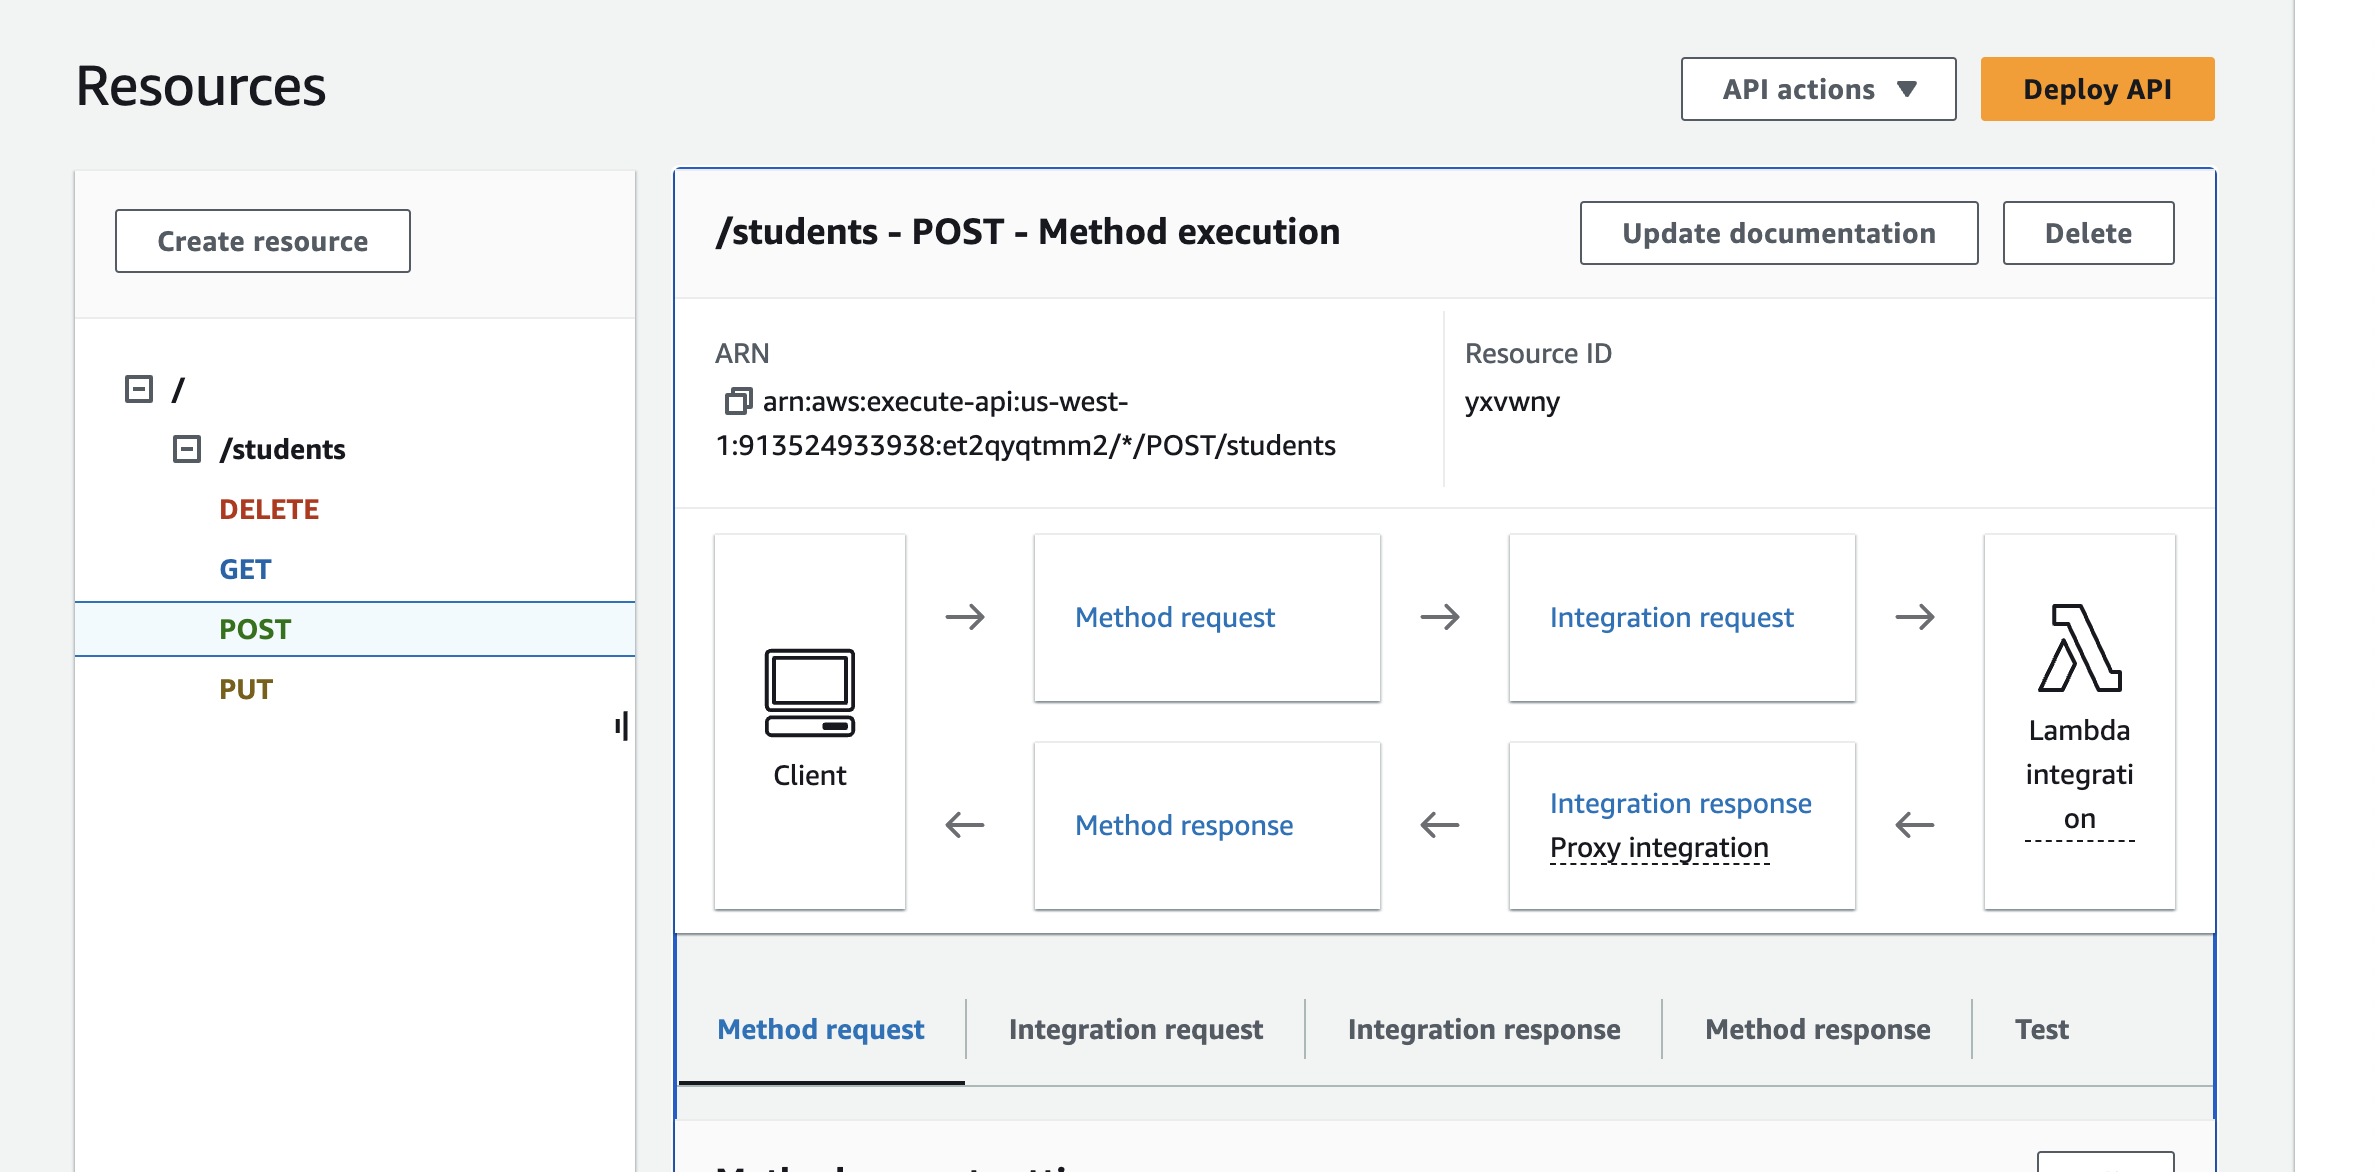 Resources
API actions
Deploy API
Create resource
/
/students
DELETE
GET
POST
PUT
/students - POST - Method execution
Update documentation
Delete
ARN
arn:aws:execute-api:us-west-
1:913524933938:et2qyqtmm2/*/POST/students
Resource ID
yxvwny
Client
Method request
Integration request
Lambda
integrati
on
Method response
Integration response
Proxy integration
Method request
Integration request
Integration response
Method response
Test